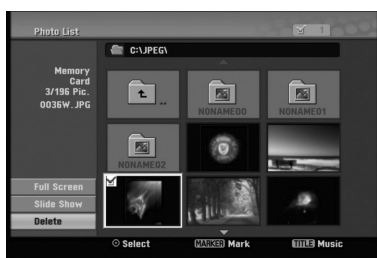 Photo List
1
C:\JPEG\
Memory
Card
3/196 Pic.
0036W.JPG
..
NONAME00
NONAME01
NONAME02
Full Screen
Slide Show
Delete
Select
MARKER Mark
TITLE Music